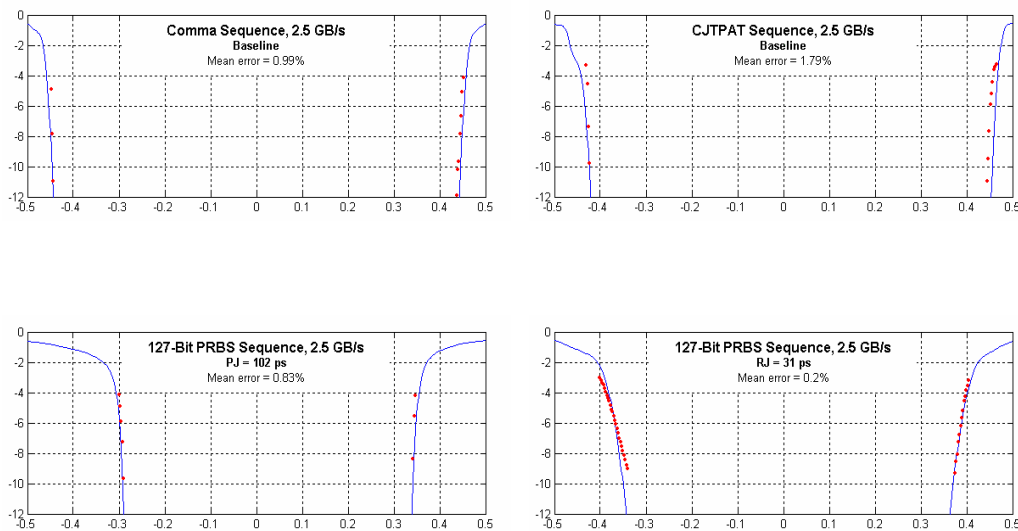 Comma Sequence, 2.5 GB/s
Baseline
Mean error = 0.99%
0
-2
-4
-6
-8
-10
-12
-0.5 -0.4 -0.3 -0.2 -0.1 0 0.1 0.2 0.3 0.4 0.5
CJTPAT Sequence, 2.5 GB/s
Baseline
Mean error = 1.79%
0
-2
-4
-6
-8
-10
-12
-0.5 -0.4 -0.3 -0.2 -0.1 0 0.1 0.2 0.3 0.4 0.5
127-Bit PRBS Sequence, 2.5 GB/s
PJ = 102 ps
Mean error = 0.83%
0
-2
-4
-6
-8
-10
-12
-0.5 -0.4 -0.3 -0.2 -0.1 0 0.1 0.2 0.3 0.4 0.5
127-Bit PRBS Sequence, 2.5 GB/s
RJ = 31 ps
Mean error = 0.2%
0
-2
-4
-6
-8
-10
-12
-0.5 -0.4 -0.3 -0.2 -0.1 0 0.1 0.2 0.3 0.4 0.5